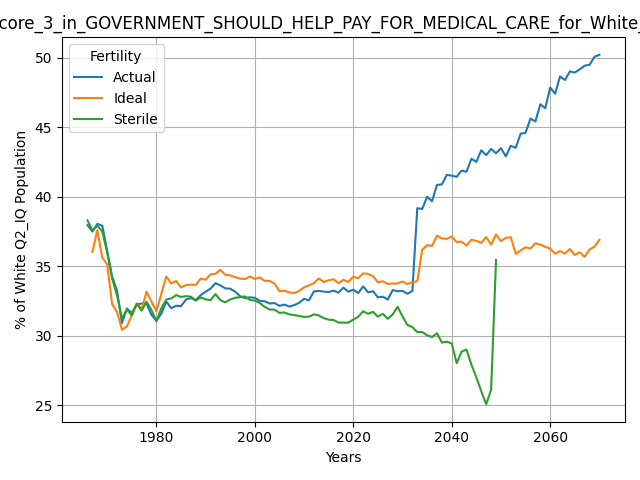 core_3_in_GOVERNMENT_SHOULD_HELP_PAY_FOR_MEDICAL_CARE_for_White_
Fertility
Actual
Ideal
Sterile
% of White Q2_IQ Population
50
45
40
35
30
25
1980
2000
2020
2040
2060
Years